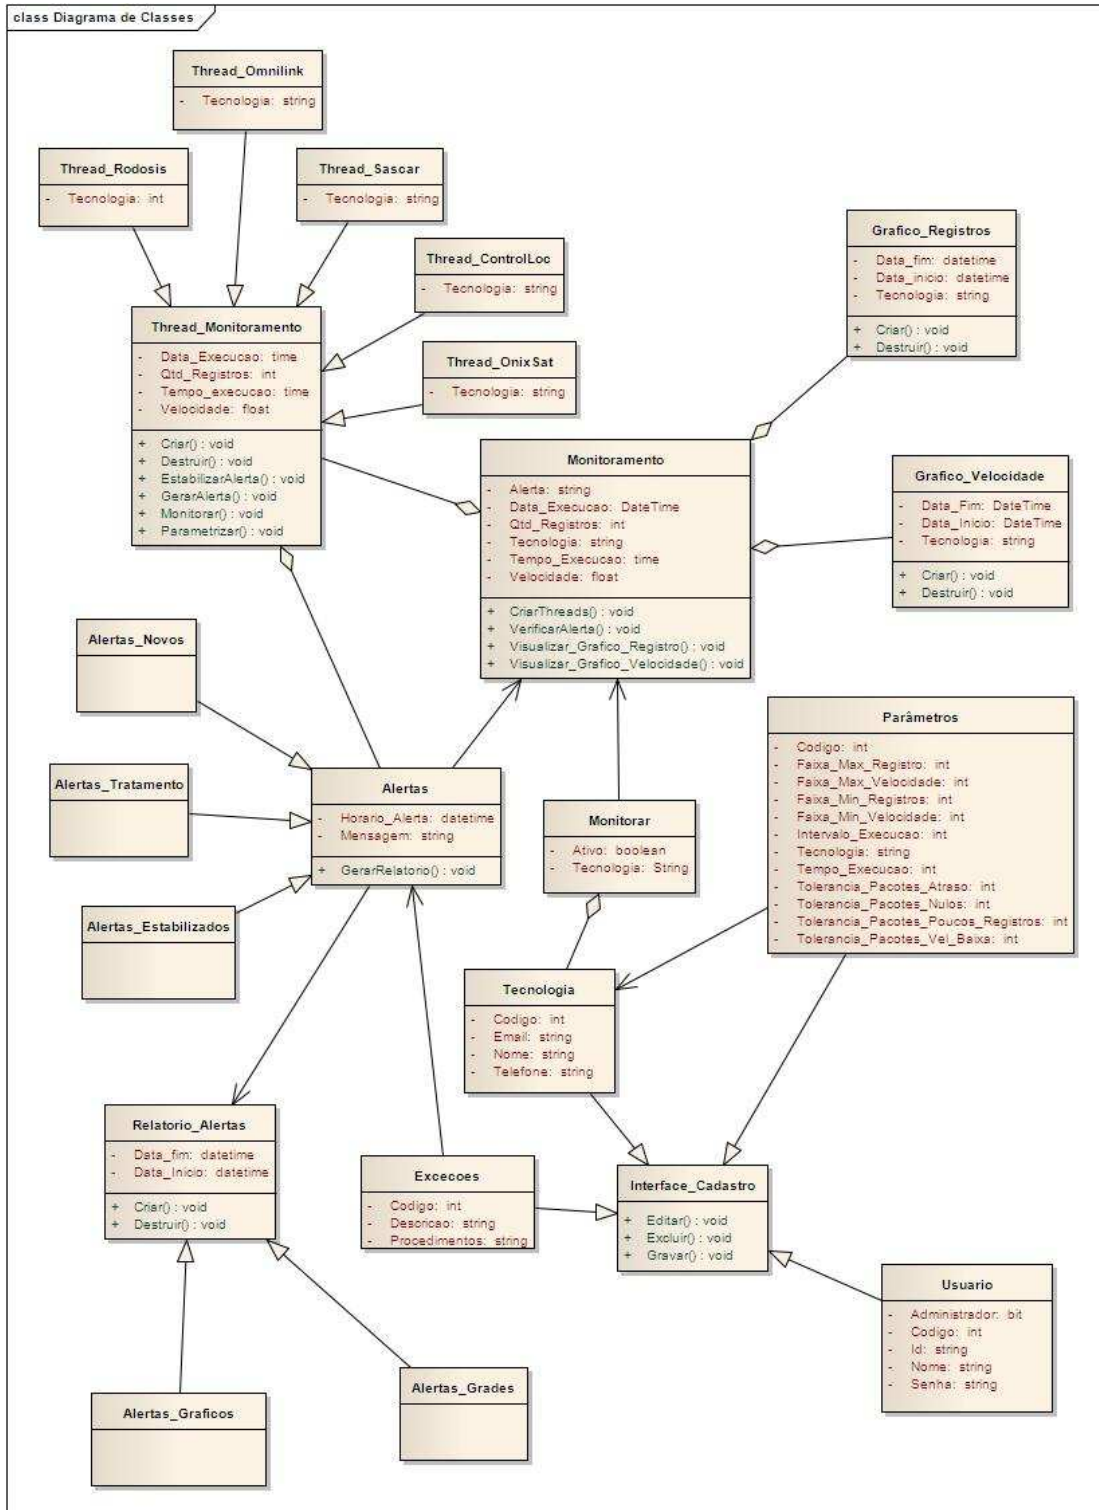 class Diagrama de Classes
Thread_Omnilink
- Tecnologia: string
Thread_Rodosis
- Tecnologia: int
Thread_Sascar
- Tecnologia: string
Thread_ControlLoc
- Tecnologia: string
Thread_OnixSat
- Tecnologia: string
Thread_Monitoramento
- Data_Execucao: time
- Qtd_Registros: int
- Tempo_execucao: time
- Velocidade: float
+ Criar() : void
+ Destruir() : void
+ EstabilizarAlerta() : void
+ GerarAlerta() : void
+ Monitorar() : void
+ Parametrizar() : void
Grafico_Registros
- Data_fim: datetime
- Data_inicio: datetime
- Tecnologia: string
+ Criar() : void
+ Destruir() : void
Monitoramento
- Alerta: string
- Data_Execucao: DateTime
- Qtd_Registros: int
- Tecnologia: string
- Tempo_Execucao: time
- Velocidade: float
+ CriarThreads() : void
+ VerificarAlerta() : void
+ Visualizar_Grafico_Registro() : void
+ Visualizar_Grafico_Velocidade() : void
Grafico_Velocidade
- Data_Fim: DateTime
- Data_Inicio: DateTime
- Tecnologia: string
+ Criar() : void
+ Destruir() : void
Alertas_Novos
Alertas_Tratamento
Alertas_Estabilizados
Alertas
- Horario_Alerta: datetime
- Mensagem: string
+ GerarRelatorio() : void
Monitorar
- Ativo: boolean
- Tecnologia: String
Parâmetros
- Codigo: int
- Faixa_Max_Registro: int
- Faixa_Max_Velocidade: int
- Faixa_Min_Registros: int
- Faixa_Min_Velocidade: int
- Intervalo_Execucao: int
- Tecnologia: string
- Tempo_Execucao: int
- Tolerancia_Pacotes_Atraso: int
- Tolerancia_Pacotes_Nulos: int
- Tolerancia_Pacotes_Poucos_Registros: int
- Tolerancia_Pacotes_Vel_Baixa: int
Tecnologia
- Codigo: int
- Email: string
- Nome: string
- Telefone: string
Relatorio_Alertas
- Data_fim: datetime
- Data_Inicio: datetime
+ Criar() : void
+ Destruir() : void
Excecoes
- Codigo: int
- Descricao: string
- Procedimentos: string
Interface_Cadastro
+ Editar() : void
+ Excluir() : void
+ Gravar() : void
Usuario
- Administrador: bit
- Codigo: int
- Id: string
- Nome: string
- Senha: string
Alertas_Graficos
Alertas_Grades